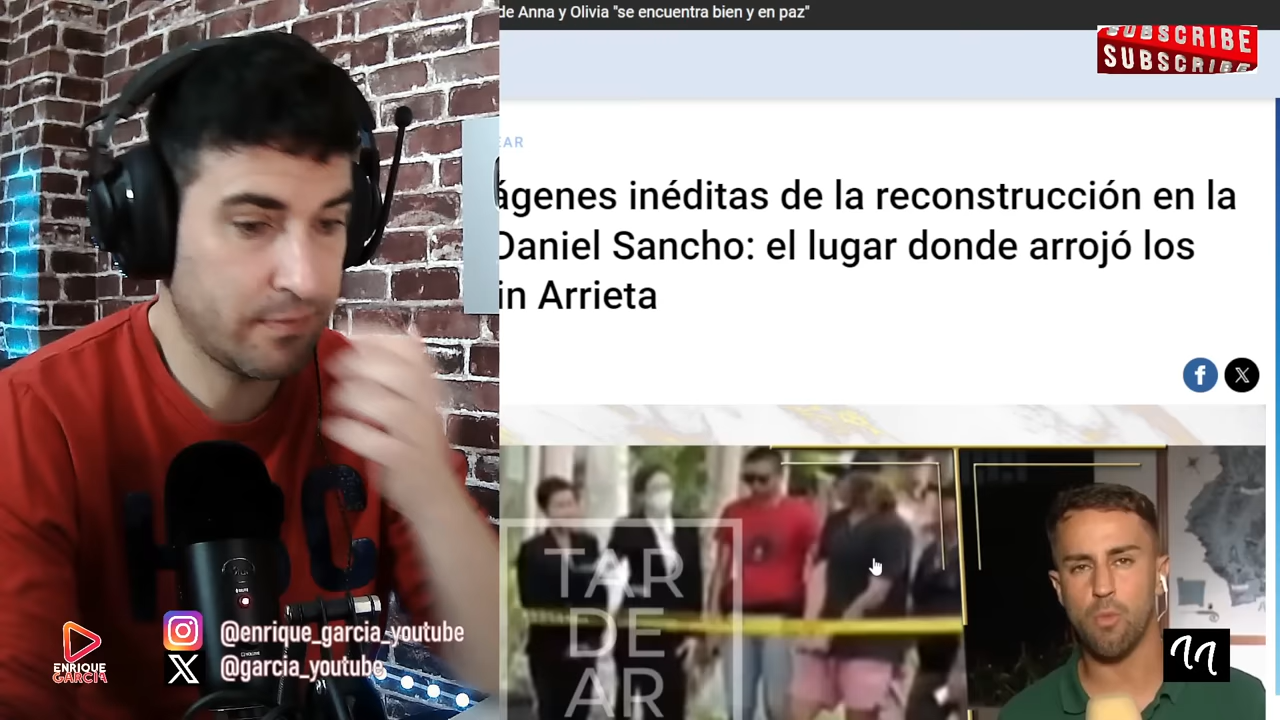 de Anna y Olivia "se encuentra bien y en paz"
SUBSCRIBE
SUBSCRIBE
EAR
ágenes inéditas de la reconstrucción en la
Daniel Sancho: el lugar donde arrojó los
in Arrieta
TAR
DE
AR
@enrique_garcia_youtube
@garcia_youtube
ENRIQUE
GARCIA